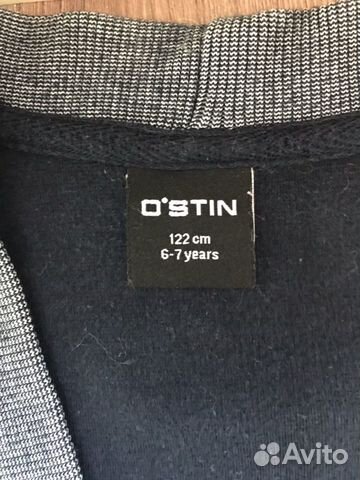 O'STIN
122 cm
6-7 years
Avito